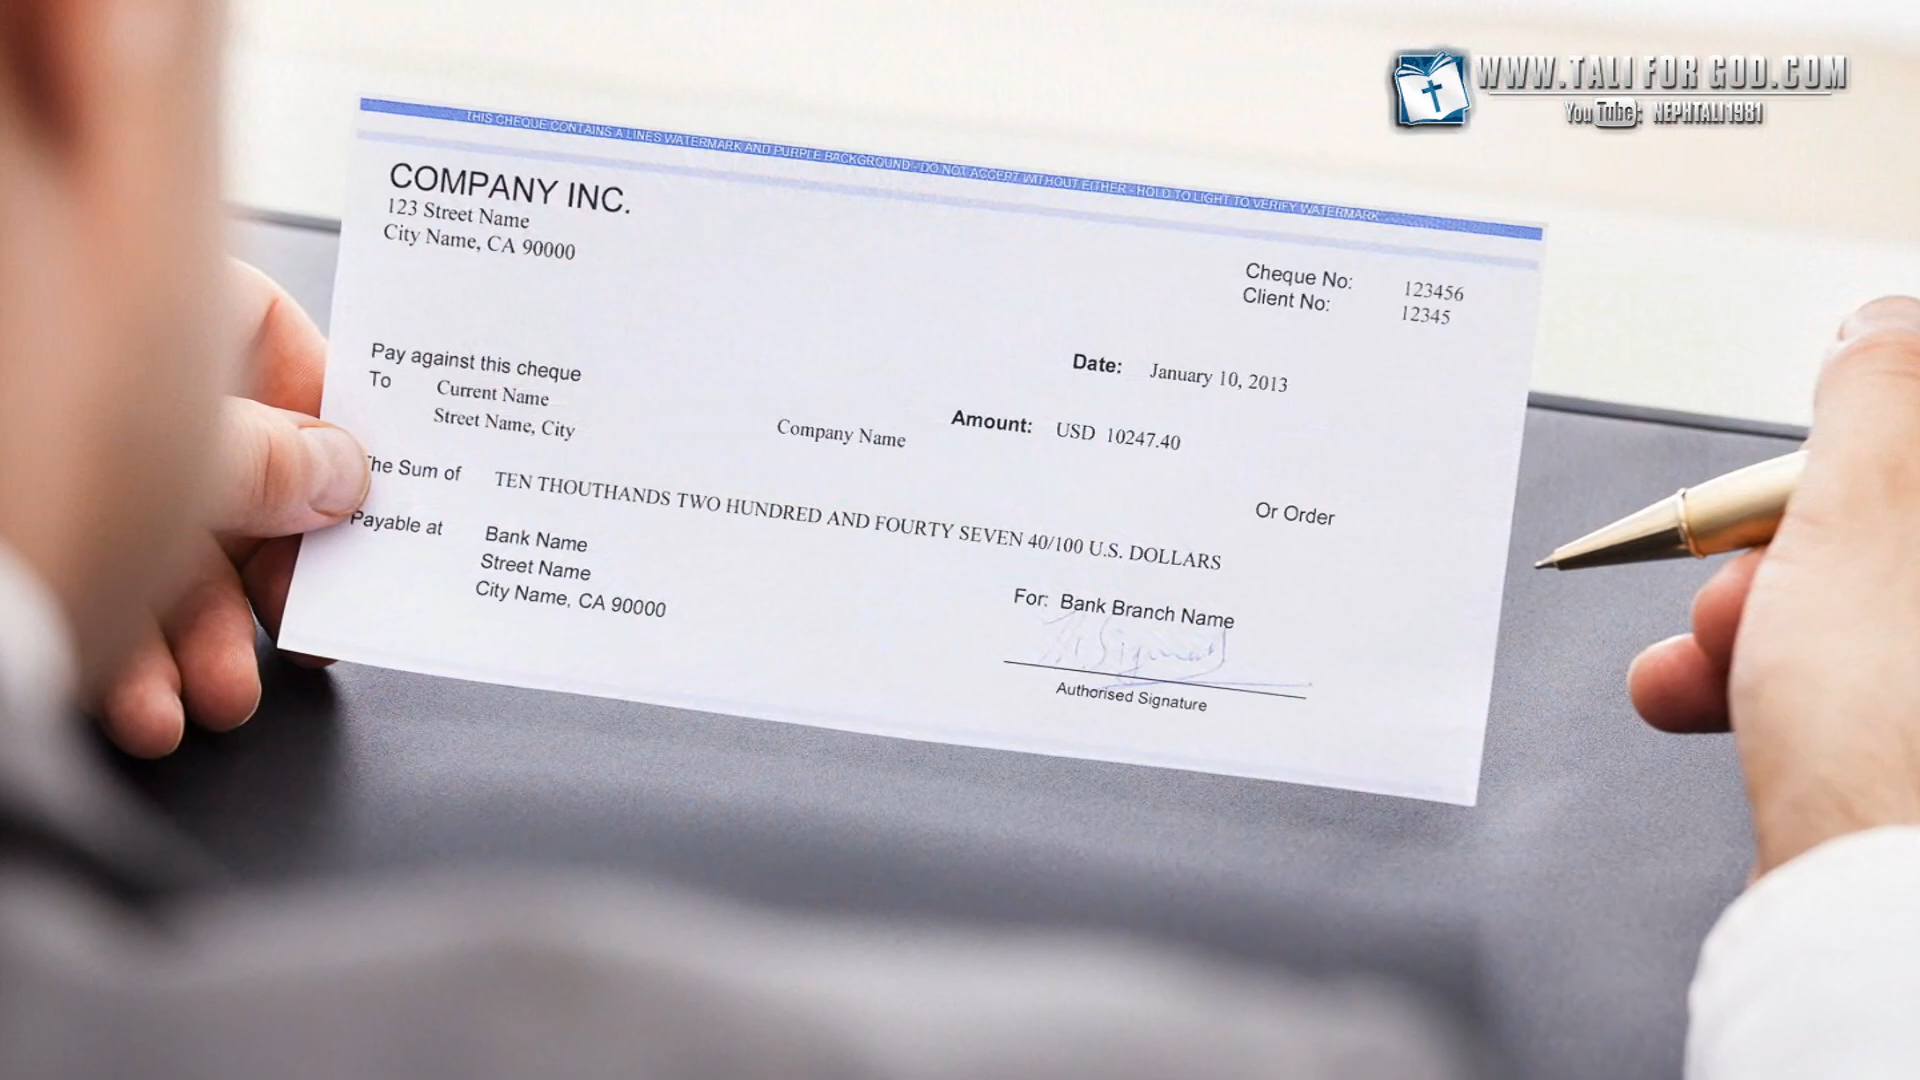 WWW.TALI FOR GOD.COM
You Tube: NEPHTALI1981
THIS CHEQUE CONTAINS A LINES WATERMARK AND PURPLE BACKGROUND - DO NOT ACCEPT WITHOUT EITHER - HOLD TO LIGHT TO VERIFY WATERMARK
COMPANY INC.
123 Street Name
City Name, CA 90000
Cheque No: 123456
Client No: 12345
Date: January 10, 2013
Pay against this cheque
To Current Name
Street Name, City
Company Name
Amount: USD 10247.40
The Sum of TEN THOUTHANDS TWO HUNDRED AND FOURTY SEVEN 40/100 U.S. DOLLARS
Or Order
Payable at Bank Name
Street Name
City Name, CA 90000
For: Bank Branch Name
Authorised Signature